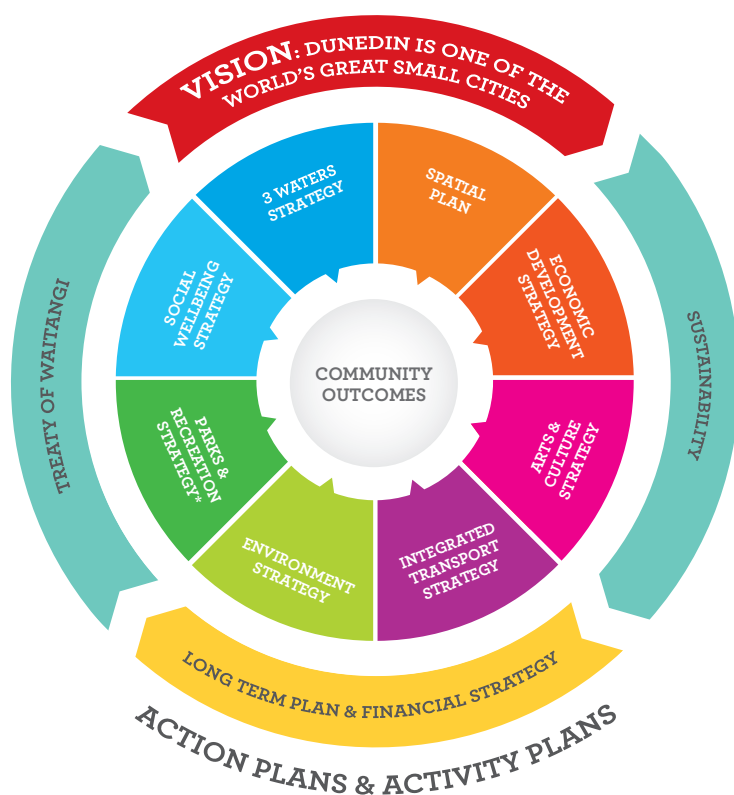 VISION: DUNEDIN IS ONE OF THE
WORLD'S GREAT SMALL CITIES
3 WATERS
STRATEGY
SPATIAL
PLAN
ECONOMIC
DEVELOPMENT
STRATEGY
ARTS &
CULTURE
STRATEGY
INTEGRATED
TRANSPORT
STRATEGY
ENVIRONMENT
STRATEGY
PARKS &
RECREATION
STRATEGY*
SOCIAL
WELLBEING
STRATEGY
COMMUNITY
OUTCOMES
TREATY OF WAITANGI
SUSTAINABILITY
LONG TERM PLAN & FINANCIAL STRATEGY
ACTION PLANS & ACTIVITY PLANS